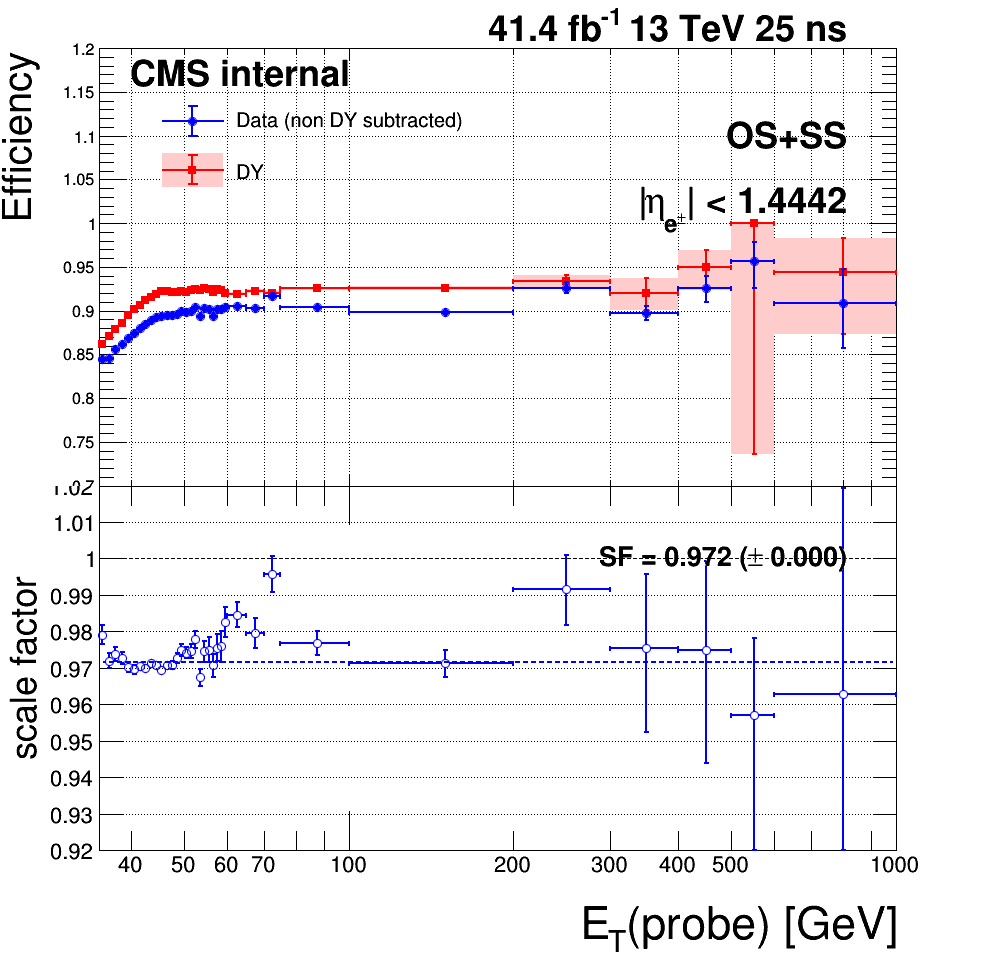 41.4 fb⁻¹ 13 TeV 25 ns
Efficiency
1.2
1.15
1.1
1.05
1
0.95
0.9
0.85
0.8
0.75
CMS internal
Data (non DY subtracted)
DY
OS+SS
|ηe±| < 1.4442
scale factor
1.02
1.01
1
0.99
0.98
0.97
0.96
0.95
0.94
0.93
0.92
SF = 0.972 (± 0.000)
40 50 60 70 100 200 300 400 500 1000
E_T(probe) [GeV]